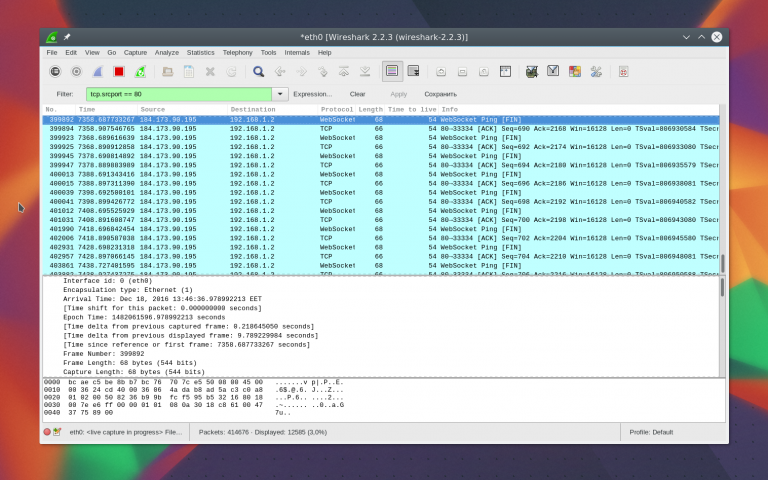 *eth0 [Wireshark 2.2.3 (wireshark-2.2.3)]
File Edit View Go Capture Analyze Statistics Telephony Tools Internals Help
Filter: tcp.srcport == 80 Expression... Clear Apply Сохранить
No. Time Source Destination Protocol Length Time to live Info
399892 7358.687733267 184.173.90.195 192.168.1.2 WebSocket 68 54 WebSocket Ping [FIN]
399894 7358.907546765 184.173.90.195 192.168.1.2 TCP 66 54 80→33334 [ACK] Seq=690 Ack=2168 Win=16128 Len=0 TSval=806930584 TSecr
399923 7368.689616639 184.173.90.195 192.168.1.2 WebSocket 68 54 WebSocket Ping [FIN]
399925 7368.890912858 184.173.90.195 192.168.1.2 TCP 66 54 80→33334 [ACK] Seq=692 Ack=2174 Win=16128 Len=0 TSval=806933080 TSecr
399945 7378.690814892 184.173.90.195 192.168.1.2 WebSocket 68 54 WebSocket Ping [FIN]
399947 7378.889883989 184.173.90.195 192.168.1.2 TCP 66 54 80→33334 [ACK] Seq=694 Ack=2180 Win=16128 Len=0 TSval=806935579 TSecr
400013 7388.691343416 184.173.90.195 192.168.1.2 WebSocket 68 54 WebSocket Ping [FIN]
400015 7388.897311390 184.173.90.195 192.168.1.2 TCP 66 54 80→33334 [ACK] Seq=696 Ack=2186 Win=16128 Len=0 TSval=806938081 TSecr
400039 7398.692508101 184.173.90.195 192.168.1.2 WebSocket 68 54 WebSocket Ping [FIN]
400041 7398.899426772 184.173.90.195 192.168.1.2 TCP 66 54 80→33334 [ACK] Seq=698 Ack=2192 Win=16128 Len=0 TSval=806940582 TSecr
401012 7408.695525929 184.173.90.195 192.168.1.2 WebSocket 68 54 WebSocket Ping [FIN]
401031 7408.891608747 184.173.90.195 192.168.1.2 TCP 66 54 80→33334 [ACK] Seq=700 Ack=2198 Win=16128 Len=0 TSval=806943080 TSecr
401990 7418.696842454 184.173.90.195 192.168.1.2 WebSocket 68 54 WebSocket Ping [FIN]
402006 7418.890587038 184.173.90.195 192.168.1.2 TCP 66 54 80→33334 [ACK] Seq=702 Ack=2204 Win=16128 Len=0 TSval=806945580 TSecr
402931 7428.698231318 184.173.90.195 192.168.1.2 WebSocket 68 54 WebSocket Ping [FIN]
402957 7428.897866145 184.173.90.195 192.168.1.2 TCP 66 54 80→33334 [ACK] Seq=704 Ack=2210 Win=16128 Len=0 TSval=806948081 TSecr
403861 7438.727481595 184.173.90.195 192.168.1.2 WebSocket 68 54 WebSocket Ping [FIN]
Interface id: 0 (eth0)
Encapsulation type: Ethernet (1)
Arrival Time: Dec 18, 2016 13:46:36.978992213 EET
[Time shift for this packet: 0.000000000 seconds]
Epoch Time: 1482061596.978992213 seconds
[Time delta from previous captured frame: 0.218645050 seconds]
[Time delta from previous displayed frame: 9.789229984 seconds]
[Time since reference or first frame: 7358.687733267 seconds]
Frame Number: 399892
Frame Length: 68 bytes (544 bits)
Capture Length: 68 bytes (544 bits)
0000 bc ae c5 be 8b b7 bc 76 70 7c e5 50 08 00 45 00 .......v p|.P..E.
0010 00 36 24 cd 40 00 36 06 4a da b8 ad 5a c3 c0 a8 .6$.@.6. J...Z...
0020 01 02 00 50 82 36 b9 9b fc f5 95 b5 32 16 80 18 ...P.6.. ....2...
0030 00 7e e6 ff 00 00 01 01 08 0a 30 18 c8 61 00 47 .~...... ..0..a.G
0040 37 75 89 00 7u..
eth0: <live capture in progress> File... Packets: 414676 · Displayed: 12585 (3,0%) Profile: Default